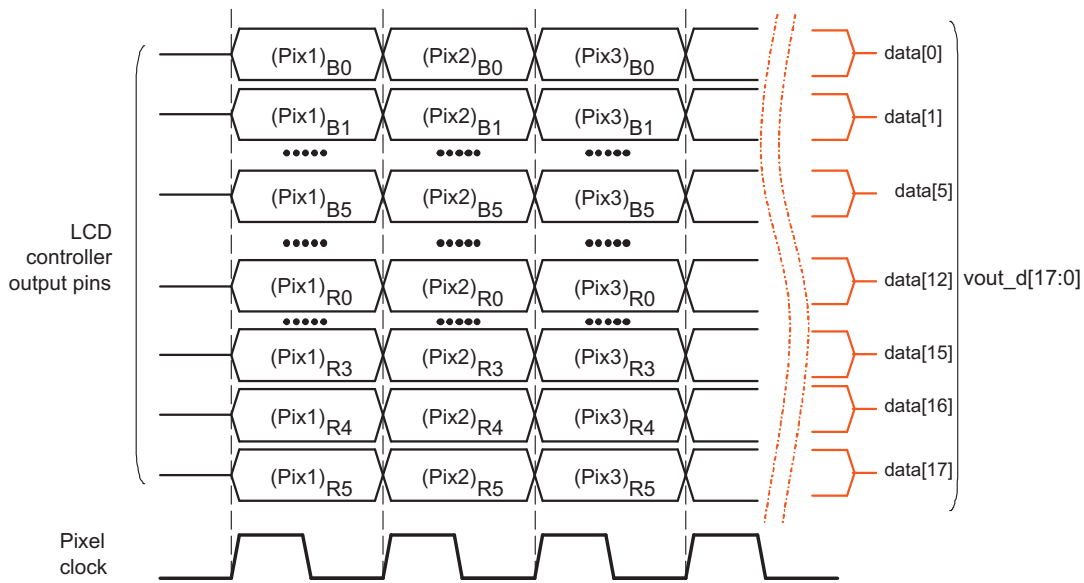 (Pix1)B0 (Pix2)B0 (Pix3)B0 data[0]
(Pix1)B1 (Pix2)B1 (Pix3)B1 data[1]
••••• ••••• •••••
(Pix1)B5 (Pix2)B5 (Pix3)B5 data[5]
LCD
controller
output pins
••••• ••••• •••••
(Pix1)R0 (Pix2)R0 (Pix3)R0 data[12] vout_d[17:0]
••••• ••••• •••••
(Pix1)R3 (Pix2)R3 (Pix3)R3 data[15]
(Pix1)R4 (Pix2)R4 (Pix3)R4 data[16]
(Pix1)R5 (Pix2)R5 (Pix3)R5 data[17]
Pixel
clock